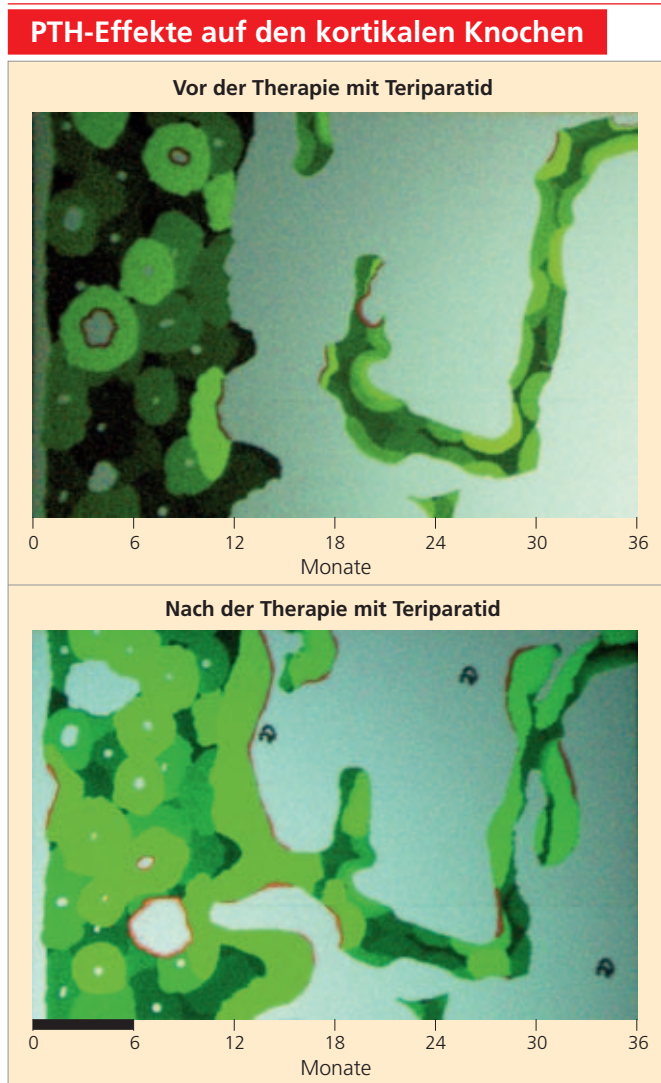 PTH-Effekte auf den kortikalen Knochen
Vor der Therapie mit Teriparatid
0 6 12 18 24 30 36
Monate
Nach der Therapie mit Teriparatid
0 6 12 18 24 30 36
Monate